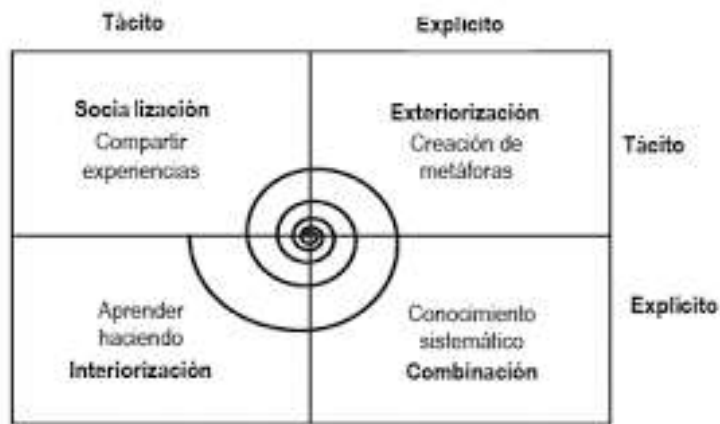 Tácito
Explicito
Socialización
Compartir
experiencias
Exteriorización
Creación de
metáforas
Tácito
Aprender
haciendo
Interiorización
Conocimiento
sistemático
Combinación
Explicito